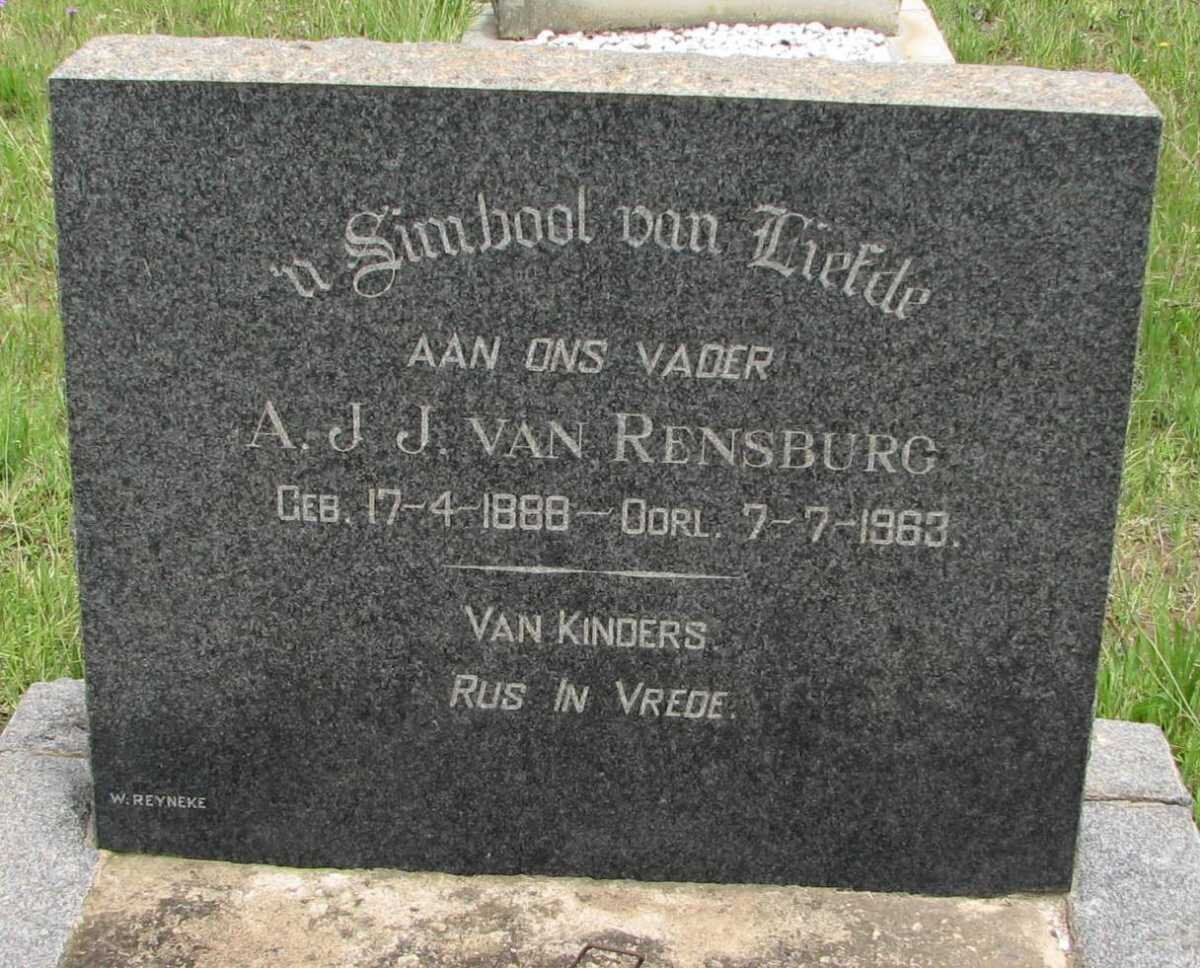 'n Simbool van Liefde
AAN ONS VADER
A. J. J. VAN RENSBURG
GEB. 17-4-1888 - OORL. 7-7-1963.
VAN KINDERS.
RUS IN VREDE.
W. REYNEKE